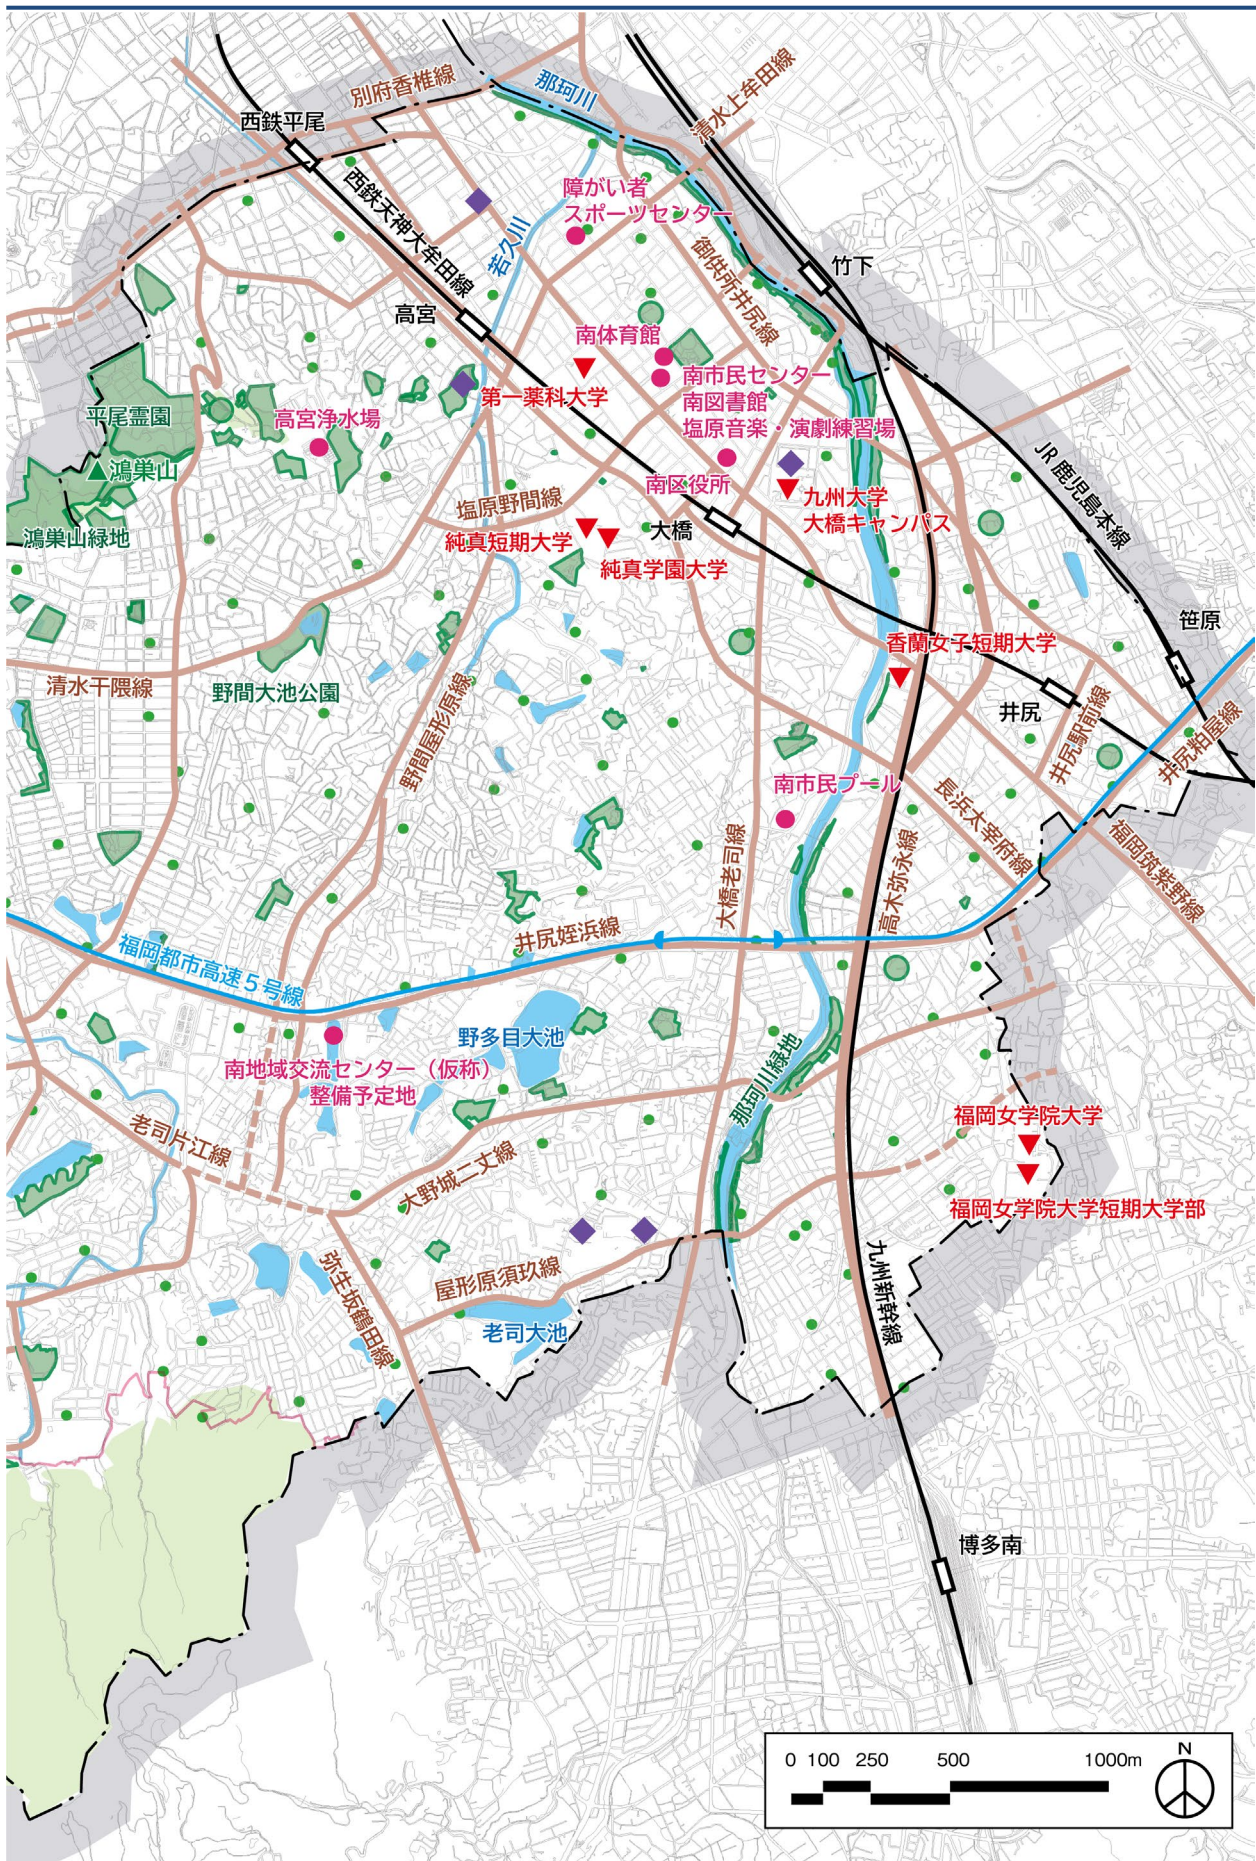 別府香椎線
那珂川
清水上牟田線
西鉄平尾
西鉄天神大牟田線
障がい者
スポーツセンター
若久川
御供所井尻線
竹下
高宮
南体育館
第一薬科大学
南市民センター
南図書館
塩原音楽・演劇練習場
平尾霊園
高宮浄水場
鴻巣山
JR鹿児島本線
南区役所
九州大学
大橋キャンパス
塩原野間線
大橋
鴻巣山緑地
純真短期大学
純真学園大学
笹原
香蘭女子短期大学
清水干隈線
野間大池公園
野間屋形原線
井尻
井尻駅前線
井尻粕屋線
南市民プール
長浜太宰府線
福岡筑紫野線
大橋老司線
高木弥永線
井尻姪浜線
福岡都市高速5号線
野多目大池
南地域交流センター（仮称）
整備予定地
那珂川緑地
福岡女学院大学
老司片江線
大野城二丈線
福岡女学院大学短期大学部
弥生坂鶴田線
屋形原須玖線
九州新幹線
老司大池
博多南
0 100 250 500 1000m
N